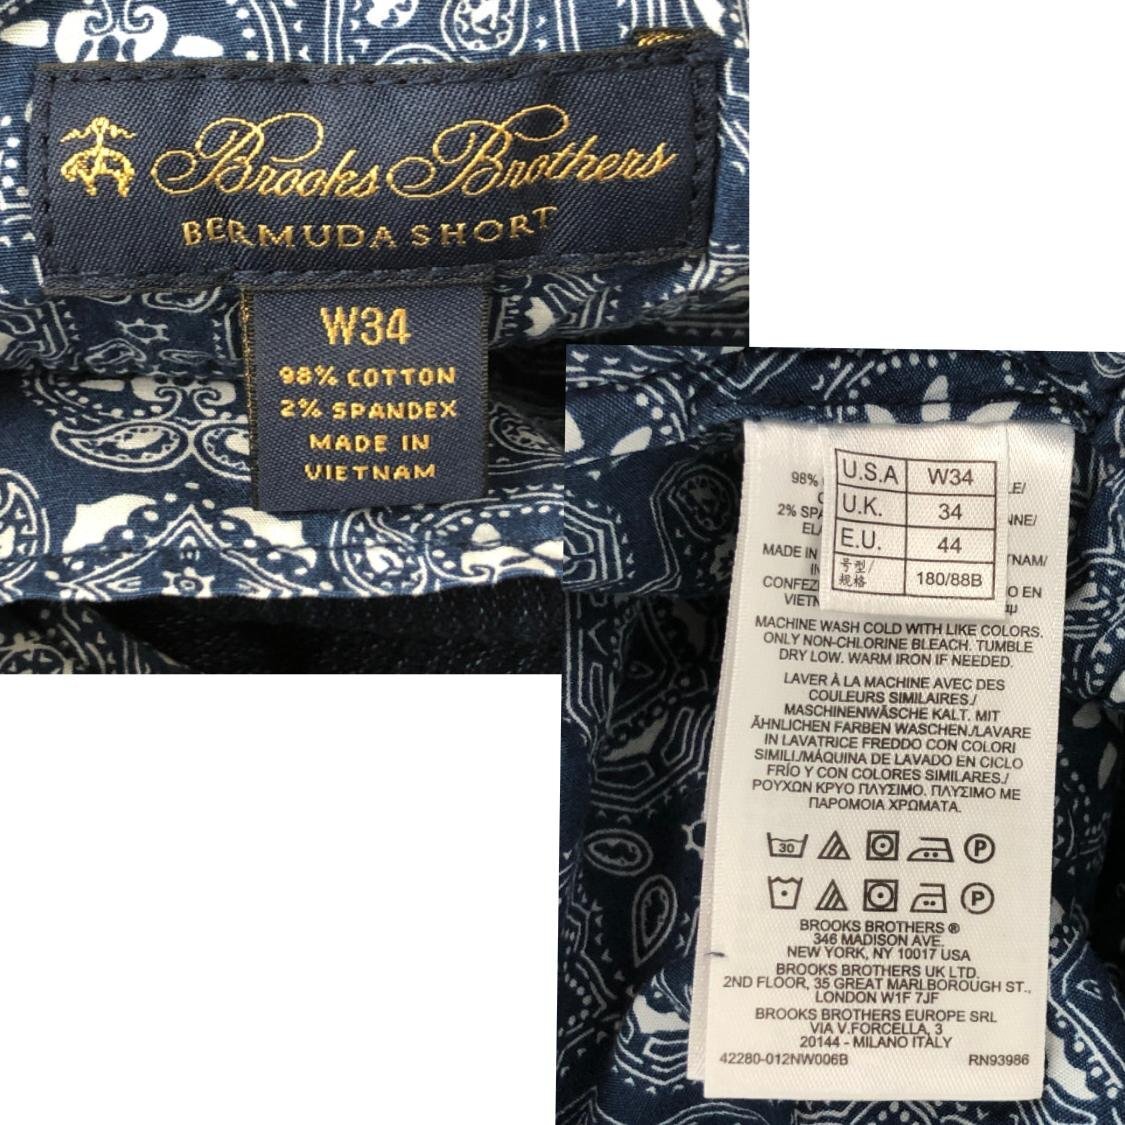 Brooks Brothers
BERMUDA SHORT
W34
98% COTTON
2% SPANDEX
MADE IN
VIETNAM
U.S.A W34
U.K. 34
E.U. 44
号型/规格 180/88B
98%
2%
MADE IN
MACHINE WASH COLD WITH LIKE COLORS.
ONLY NON-CHLORINE BLEACH. TUMBLE
DRY LOW. WARM IRON IF NEEDED.
LAVER À LA MACHINE AVEC DES
COULEURS SIMILAIRES./
MASCHINENWÄSCHE KALT. MIT
ÄHNLICHEN FARBEN WASCHEN./LAVARE
IN LAVATRICE FREDDO CON COLORI
SIMILI./MÁQUINA DE LAVADO EN CICLO
FRÍO Y CON COLORES SIMILARES./
ΡΟΥΧΩΝ ΚΡΥΟ ΠΛΥΣΙΜΟ. ΠΛΥΣΙΜΟ ΜΕ
ΠΑΡΟΜΟΙΑ ΧΡΩΜΑΤΑ.
30 P
P
BROOKS BROTHERS ®
346 MADISON AVE.
NEW YORK, NY 10017 USA
BROOKS BROTHERS UK LTD.
2ND FLOOR, 35 GREAT MARLBOROUGH ST.,
LONDON W1F 7JF
BROOKS BROTHERS EUROPE SRL
VIA V.FORCELLA, 3
20144 - MILANO ITALY
42280-012NW006B RN93986